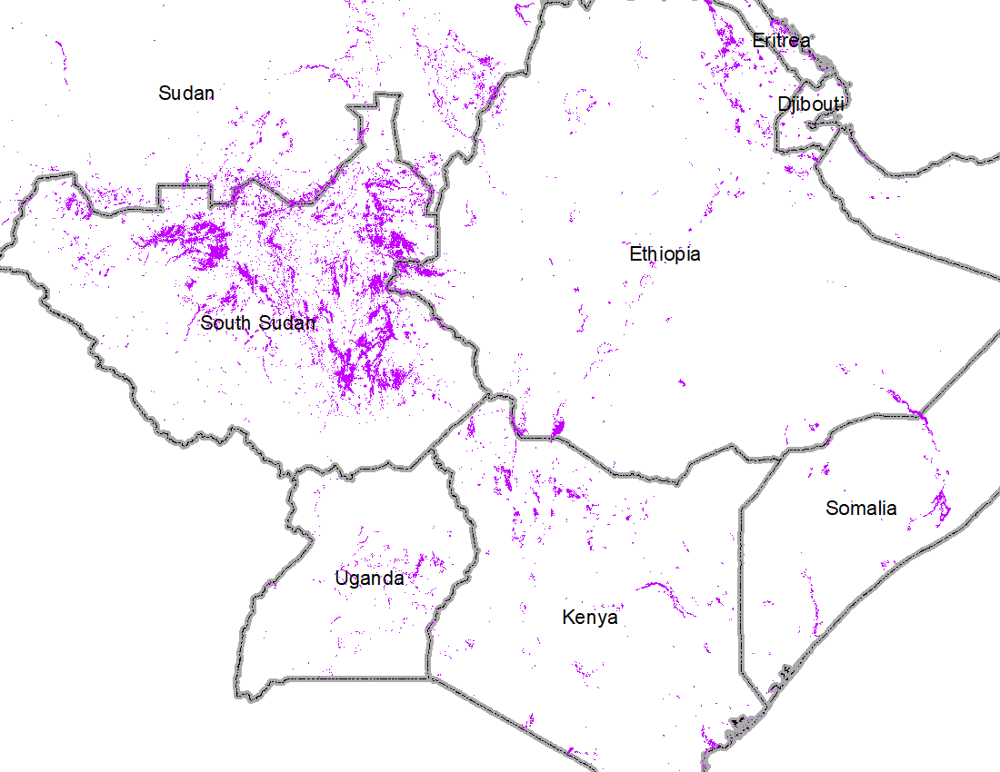 Eritrea
Sudan
Djibouti
Ethiopia
South Sudan
Somalia
Uganda
Kenya